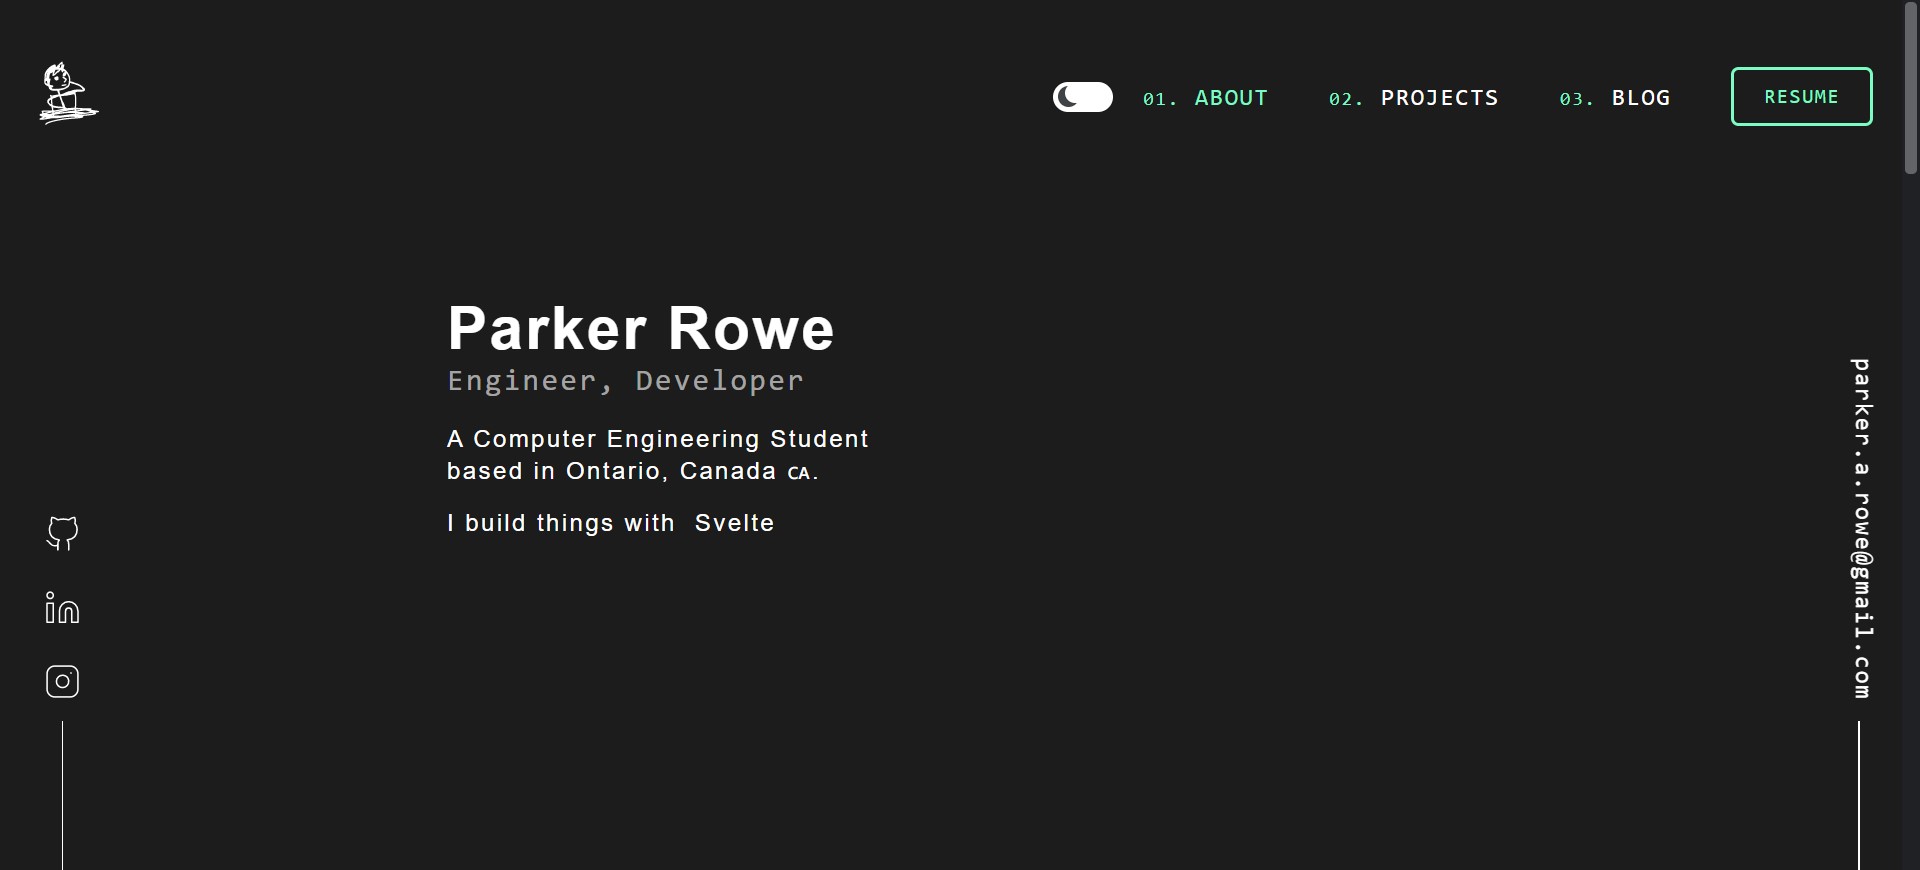 01. ABOUT
02. PROJECTS
03. BLOG
RESUME
Parker Rowe
Engineer, Developer
A Computer Engineering Student
based in Ontario, Canada CA.
I build things with Svelte
in
parker.a.rowe@gmail.com